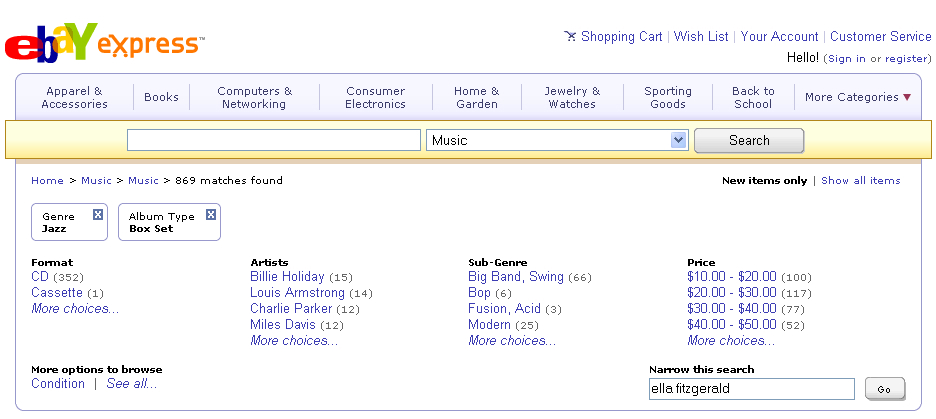 ebay express™
Shopping Cart | Wish List | Your Account | Customer Service
Hello! (Sign in or register)
Apparel & Accessories
Books
Computers & Networking
Consumer Electronics
Home & Garden
Jewelry & Watches
Sporting Goods
Back to School
More Categories
Music
Search
Home > Music > Music > 869 matches found
New items only | Show all items
Genre
Jazz
Album Type
Box Set
Format
CD (352)
Cassette (1)
More choices...
Artists
Billie Holiday (15)
Louis Armstrong (14)
Charlie Parker (12)
Miles Davis (12)
More choices...
Sub-Genre
Big Band, Swing (66)
Bop (6)
Fusion, Acid (3)
Modern (25)
More choices...
Price
$10.00 - $20.00 (100)
$20.00 - $30.00 (117)
$30.00 - $40.00 (77)
$40.00 - $50.00 (52)
More choices...
More options to browse
Condition | See all...
Narrow this search
ella fitzgerald
Go